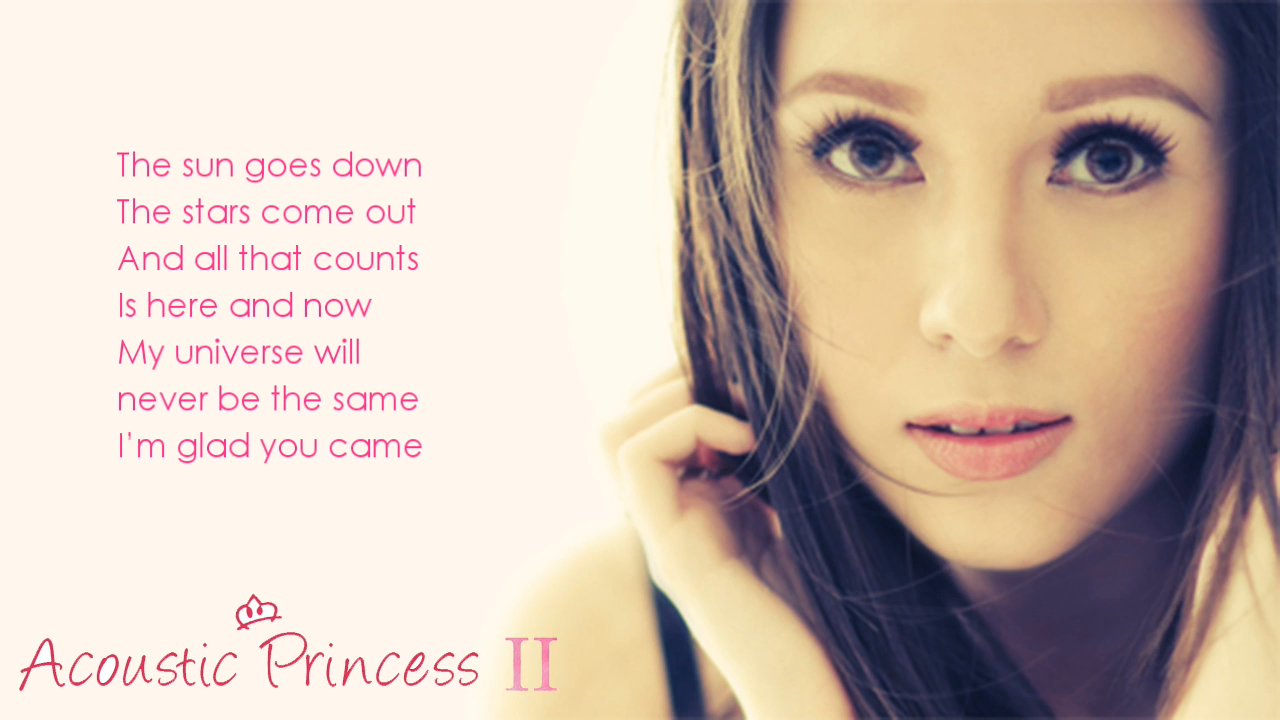 The sun goes down
The stars come out
And all that counts
Is here and now
My universe will
never be the same
I'm glad you came
Acoustic Princess II